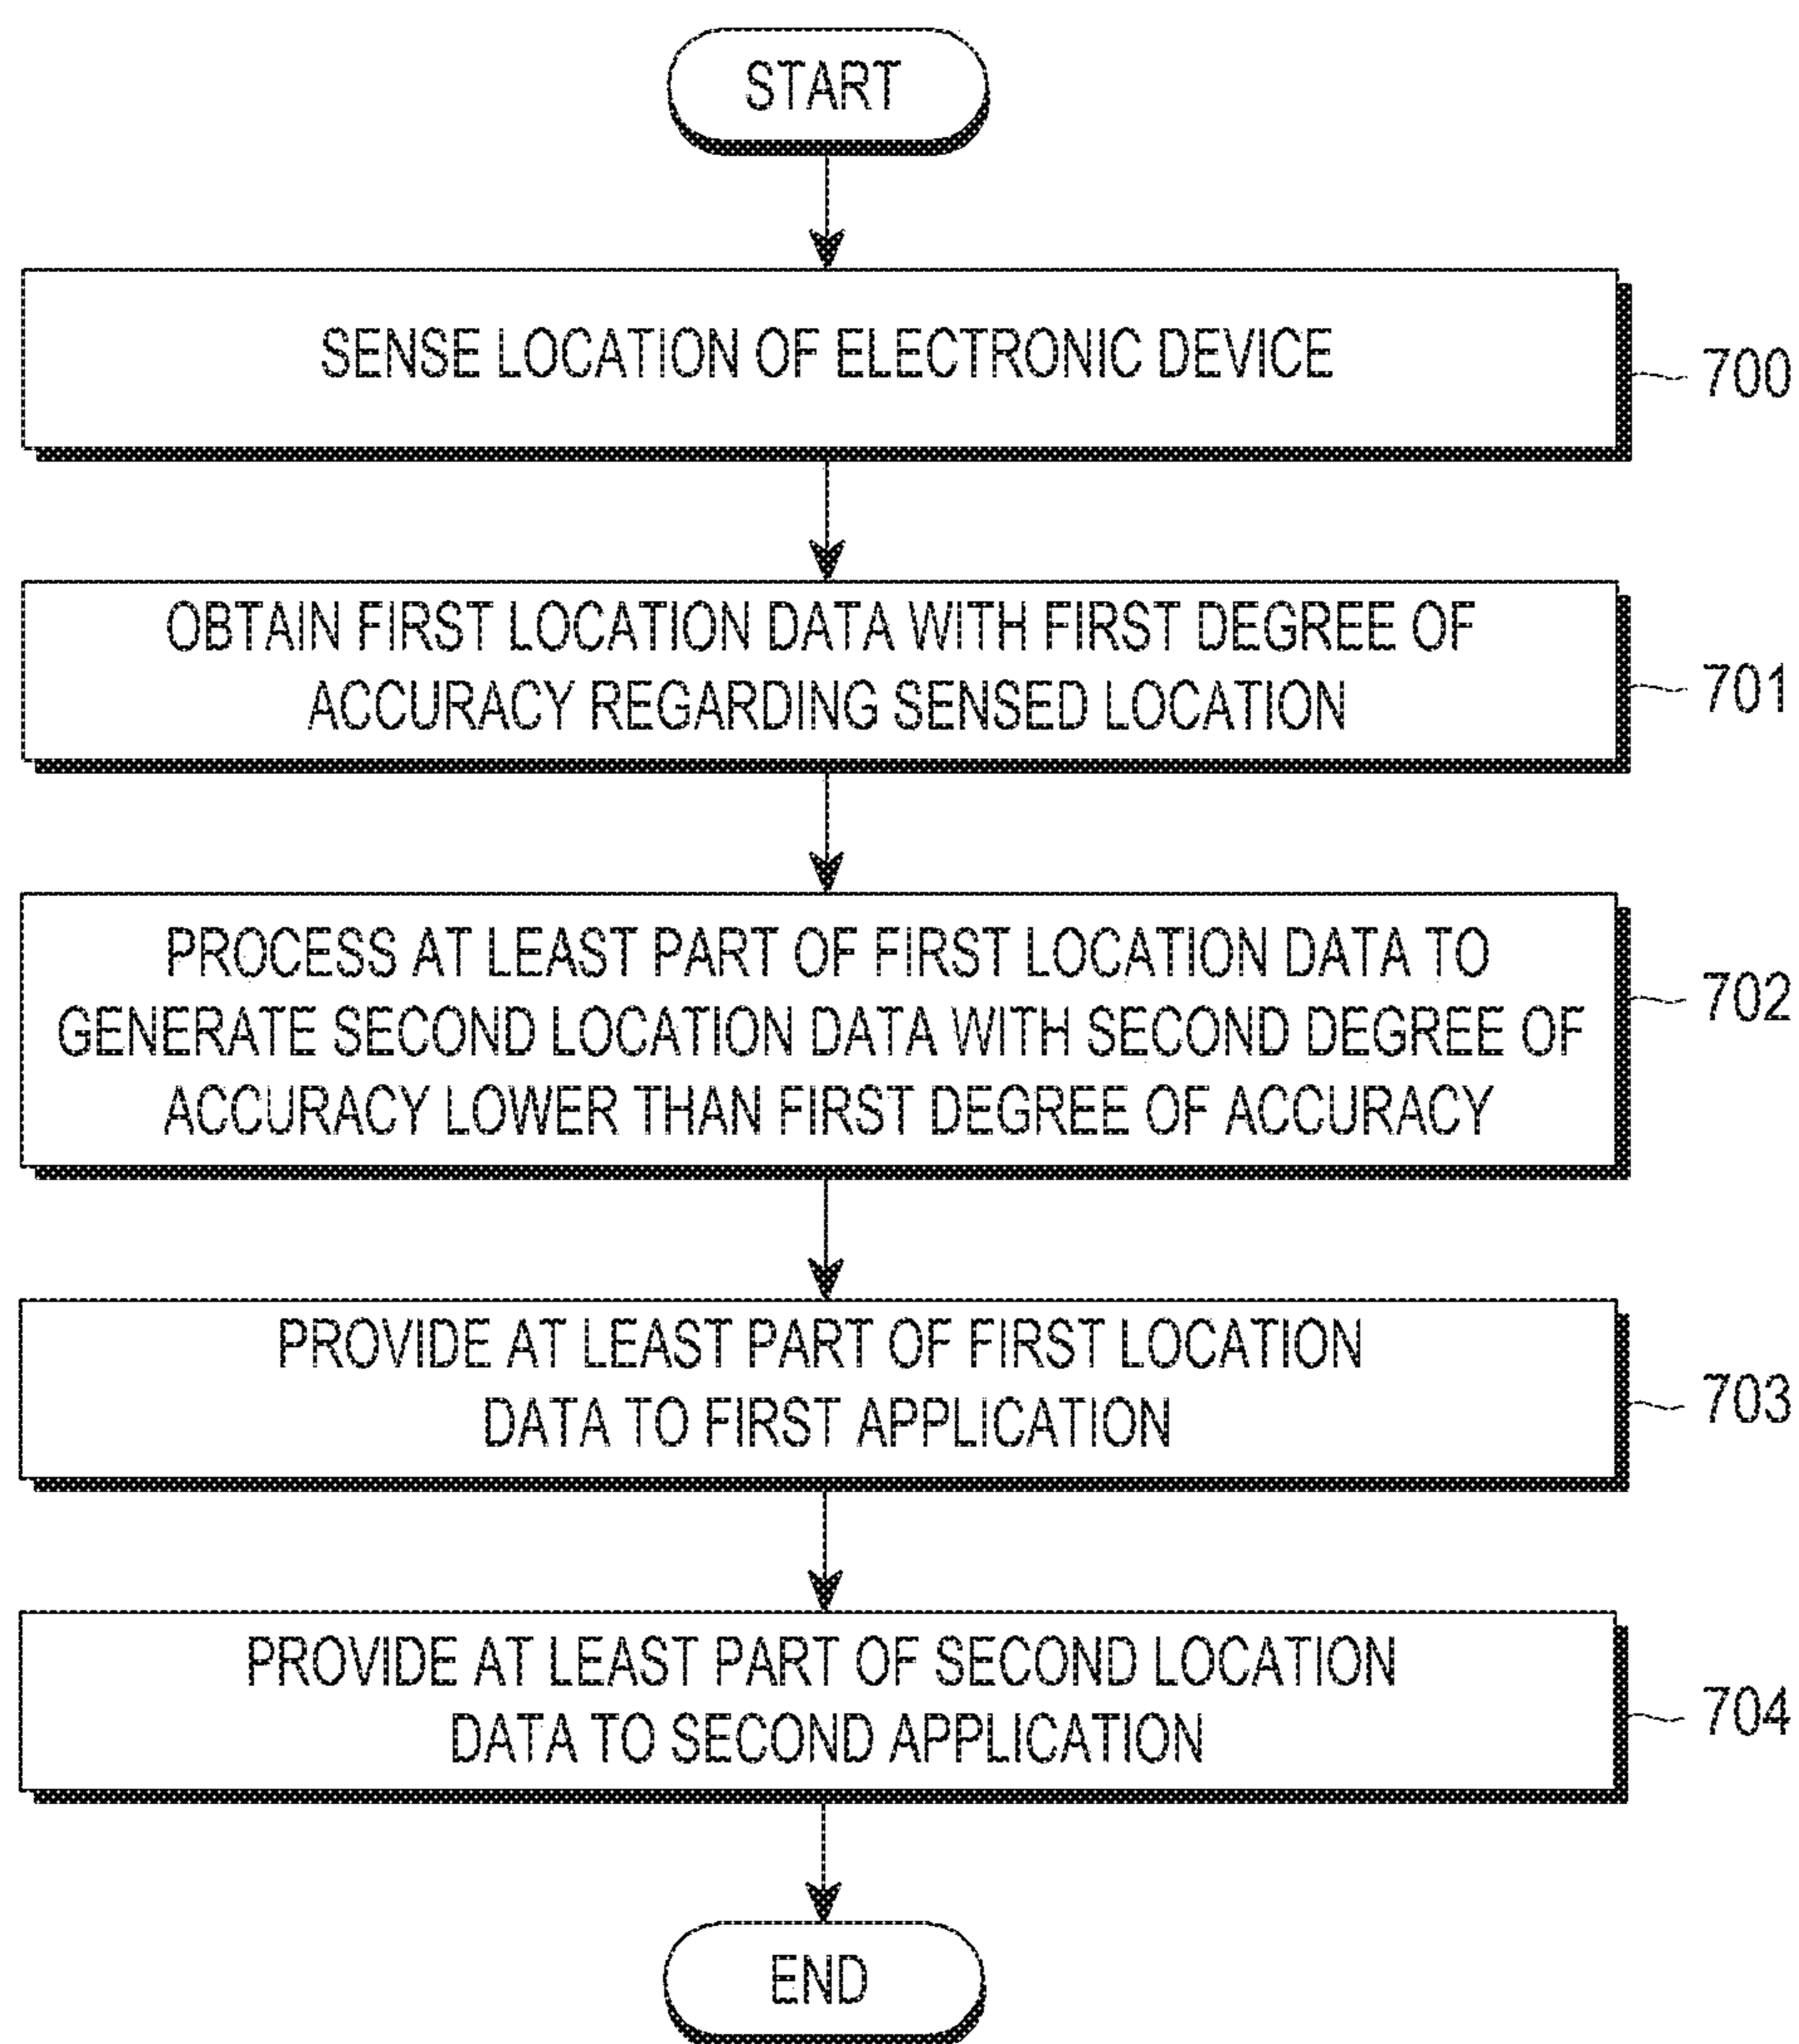 START
SENSE LOCATION OF ELECTRONIC DEVICE
700
OBTAIN FIRST LOCATION DATA WITH FIRST DEGREE OF
ACCURACY REGARDING SENSED LOCATION
701
PROCESS AT LEAST PART OF FIRST LOCATION DATA TO
GENERATE SECOND LOCATION DATA WITH SECOND DEGREE OF
ACCURACY LOWER THAN FIRST DEGREE OF ACCURACY
702
PROVIDE AT LEAST PART OF FIRST LOCATION
DATA TO FIRST APPLICATION
703
PROVIDE AT LEAST PART OF SECOND LOCATION
DATA TO SECOND APPLICATION
704
END